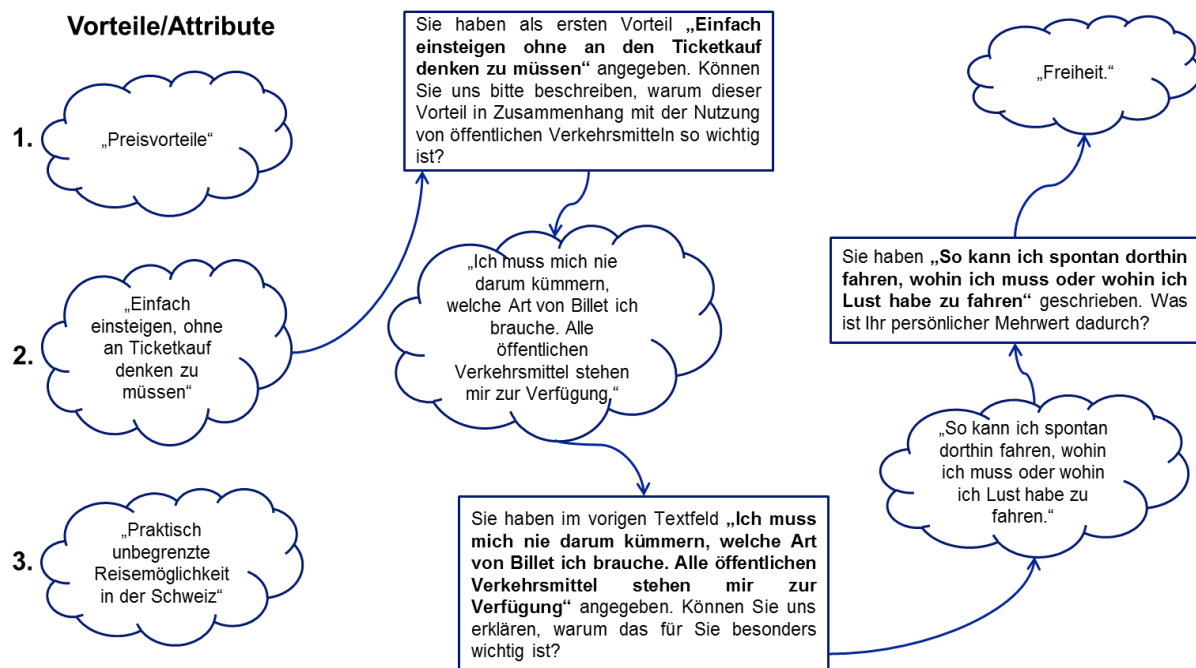 Vorteile/Attribute
1.
„Preisvorteile“
2.
„Einfach
einsteigen, ohne
an Ticketkauf
denken zu
müssen“
3.
„Praktisch
unbegrenzte
Reisemöglichkeit
in der Schweiz“
Sie haben als ersten Vorteil „Einfach
einsteigen ohne an den Ticketkauf
denken zu müssen“ angegeben. Können
Sie uns bitte beschreiben, warum dieser
Vorteil in Zusammenhang mit der Nutzung
von öffentlichen Verkehrsmitteln so wichtig
ist?
„Ich muss mich nie
darum kümmern,
welche Art von Billet ich
brauche. Alle
öffentlichen
Verkehrsmittel stehen
mir zur Verfügung.“
Sie haben im vorigen Textfeld „Ich muss
mich nie darum kümmern, welche Art
von Billet ich brauche. Alle öffentlichen
Verkehrsmittel stehen mir zur
Verfügung“ angegeben. Können Sie uns
erklären, warum das für Sie besonders
wichtig ist?
„So kann ich spontan
dorthin fahren, wohin
ich muss oder wohin
ich Lust habe zu
fahren.“
Sie haben „So kann ich spontan dorthin
fahren, wohin ich muss oder wohin ich
Lust habe zu fahren“ geschrieben. Was
ist Ihr persönlicher Mehrwert dadurch?
„Freiheit.“